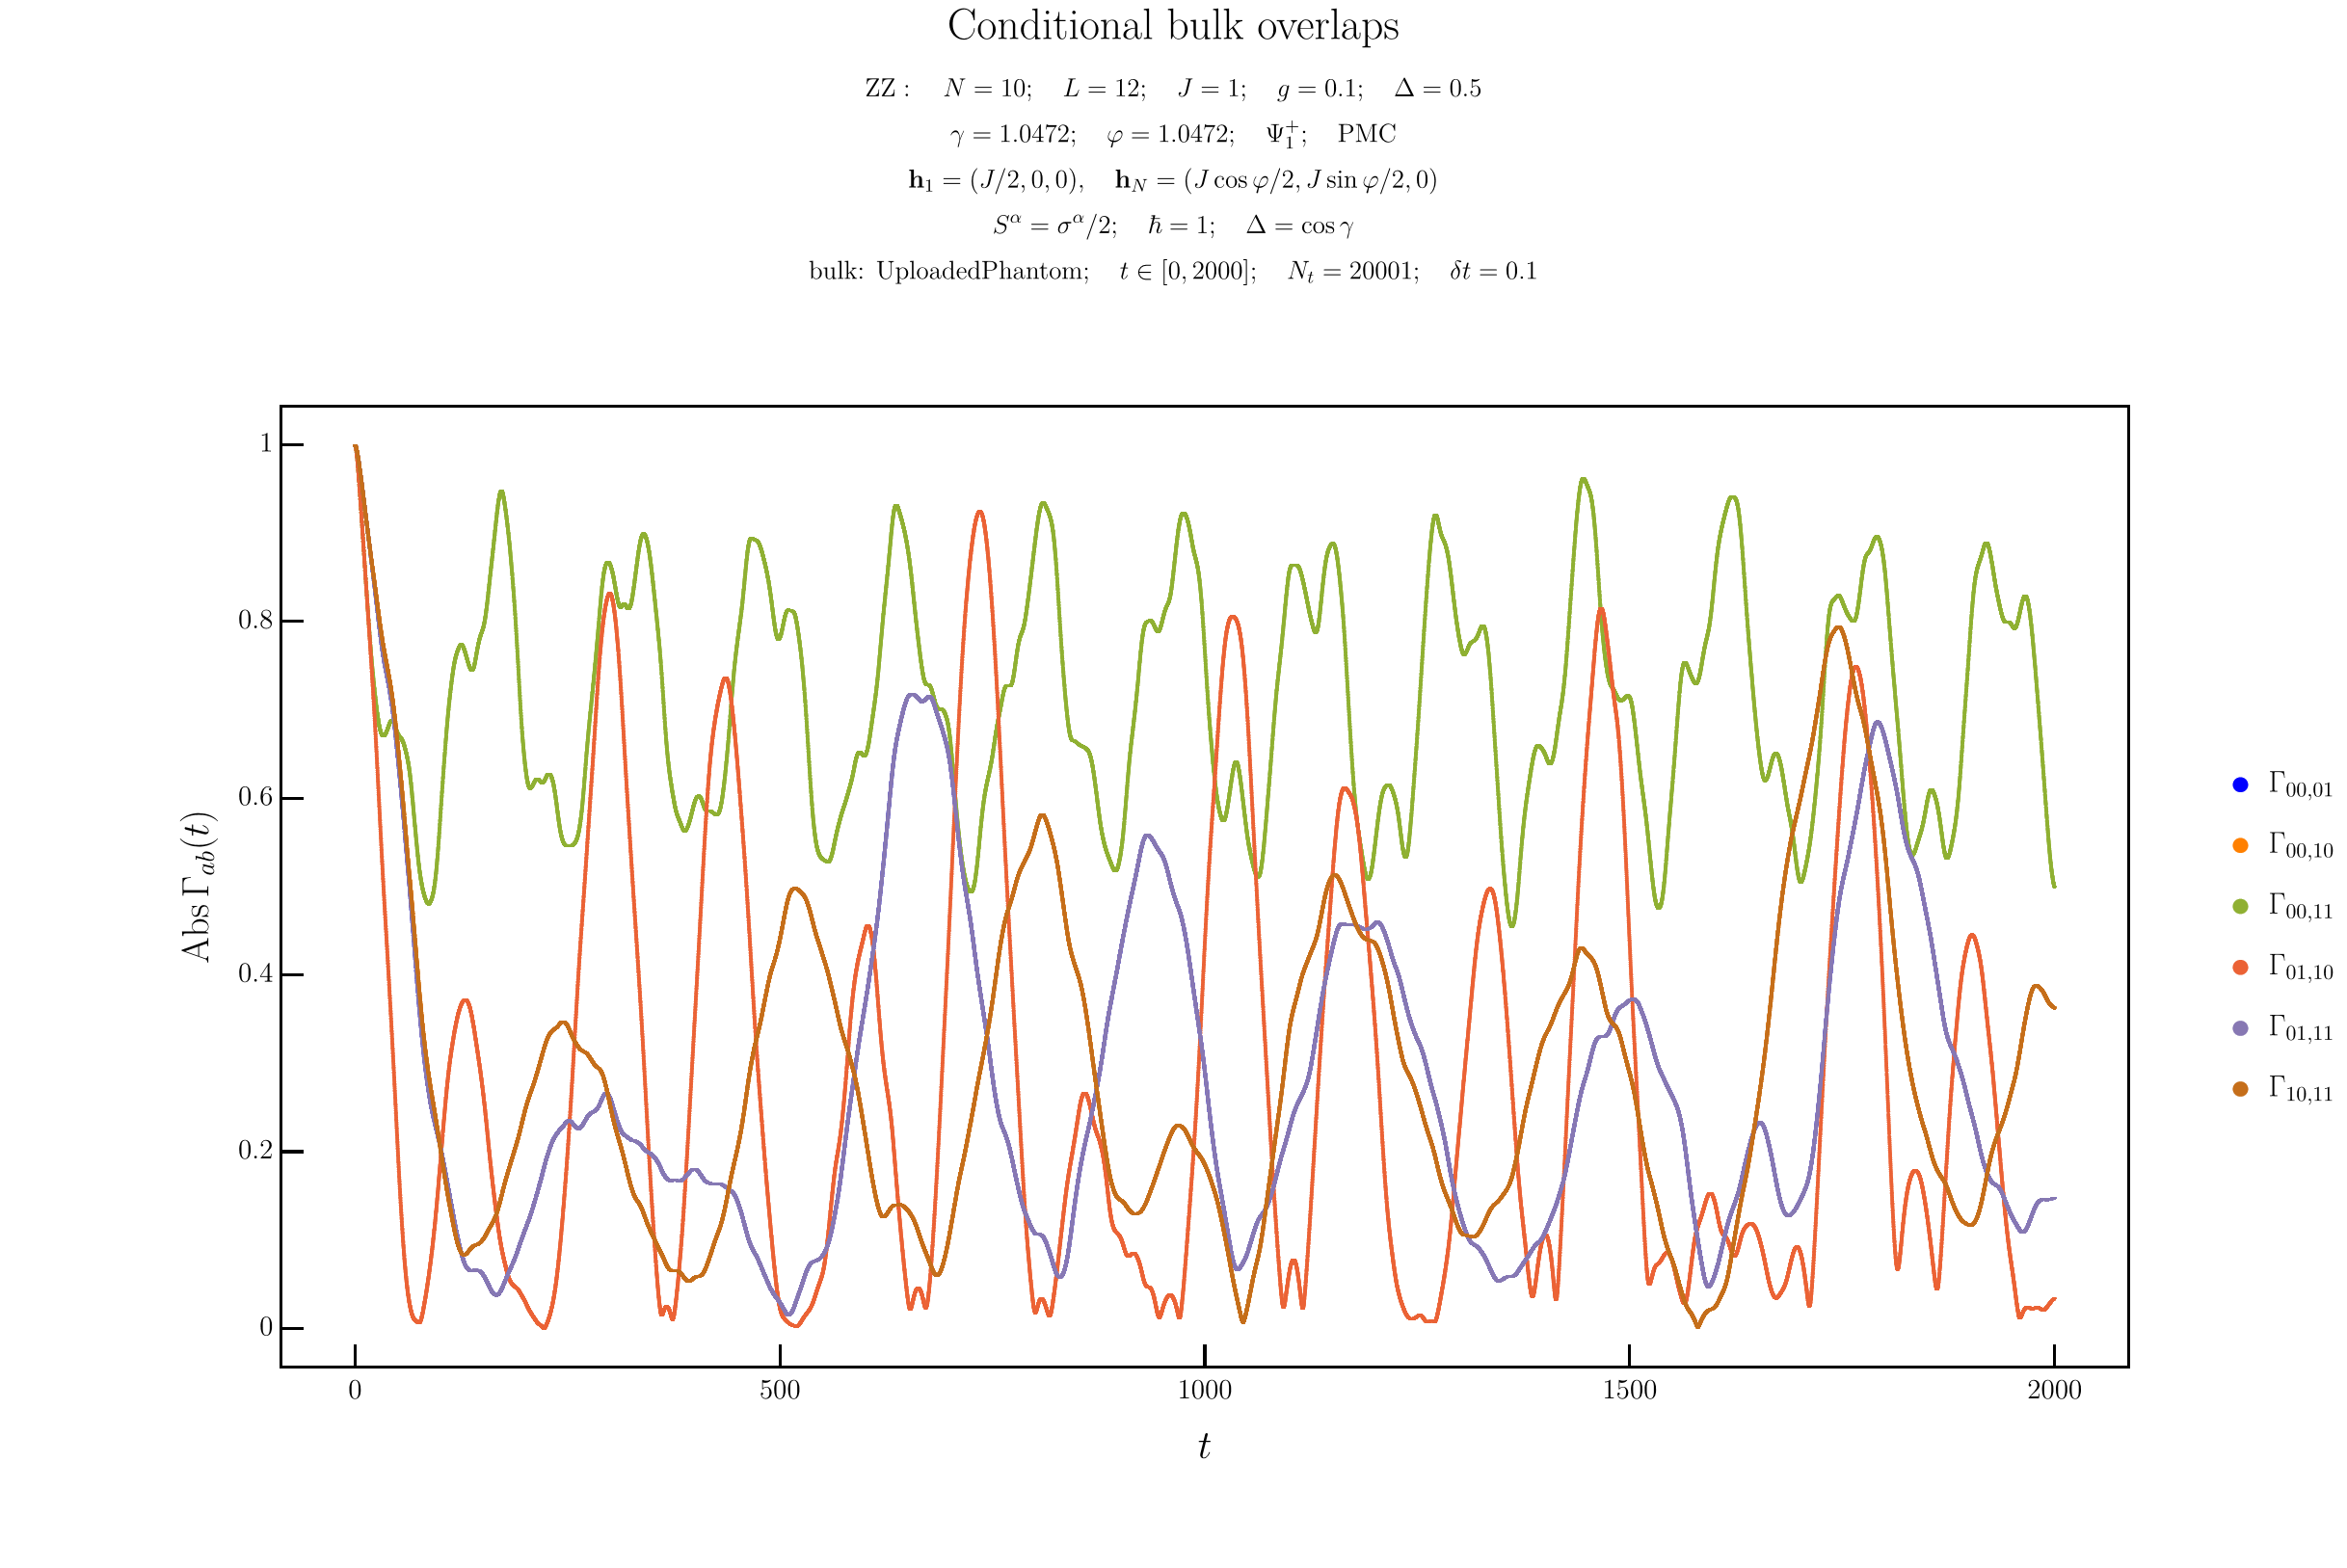 Conditional bulk overlaps
ZZ : N = 10; L = 12; J = 1; g = 0.1; Δ = 0.5
γ = 1.0472; φ = 1.0472; Ψ₁⁺; PMC
h₁ = (J/2, 0, 0), h_N = (J cos φ/2, J sin φ/2, 0)
S^α = σ^α/2; ħ = 1; Δ = cos γ
bulk: UploadedPhantom; t ∈ [0, 2000]; N_t = 20001; δt = 0.1
Abs Γ_ab(t)
1
0.8
0.6
0.4
0.2
0
0 500 1000 1500 2000
t
Γ_00,01
Γ_00,10
Γ_00,11
Γ_01,10
Γ_01,11
Γ_10,11